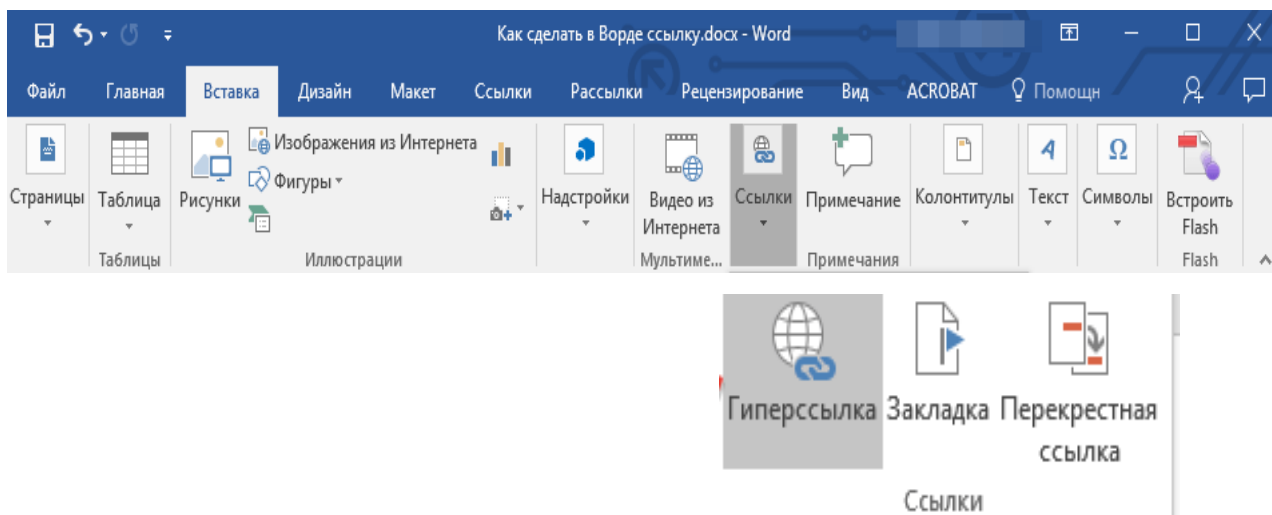 Как сделать в Ворде ссылку.docx - Word
Файл Главная Вставка Дизайн Макет Ссылки Рассылки Рецензирование Вид ACROBAT Помощн
Изображения из Интернета
Фигуры
Страницы Таблица Рисунки Надстройки Видео из Интернета Ссылки Примечание Колонтитулы Текст Символы Встроить Flash
Таблицы Иллюстрации Мультиме... Примечания Flash
Гиперссылка Закладка Перекрестная
ссылка
Ссылки